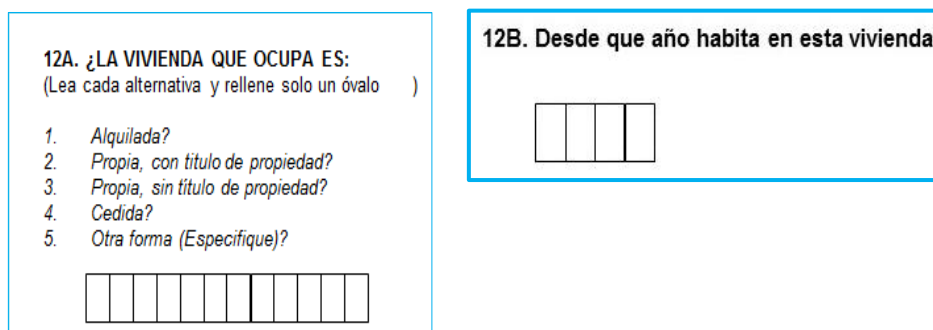 12A. ¿LA VIVIENDA QUE OCUPA ES:
(Lea cada alternativa y rellene solo un óvalo )
1. Alquilada?
2. Propia, con titulo de propiedad?
3. Propia, sin título de propiedad?
4. Cedida?
5. Otra forma (Especifique)?
12B. Desde que año habita en esta vivienda